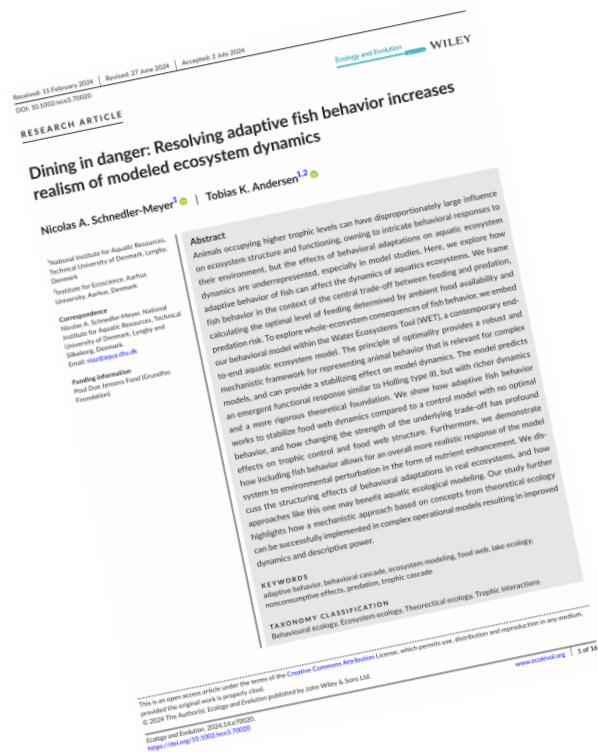 Received: 15 February 2024 | Revised: 27 June 2024 | Accepted: 2 July 2024
DOI: 10.1002/ece3.70020
Ecology and Evolution
WILEY
RESEARCH ARTICLE
Dining in danger: Resolving adaptive fish behavior increases
realism of modeled ecosystem dynamics
Nicolas A. Schnedler-Meyer1 | Tobias K. Andersen1,2
1National Institute for Aquatic Resources,
Technical University of Denmark, Lyngby,
Denmark
2Institute for Ecoscience, Aarhus
University, Aarhus, Denmark
Correspondence
Nicolas A. Schnedler-Meyer, National
Institute for Aquatic Resources, Technical
University of Denmark, Lyngby and
Silkeborg, Denmark.
Email: niaz@aqua.dtu.dk
Funding information
Poul Due Jensens Fond (Grundfos
Foundation)
Abstract
Animals occupying higher trophic levels can have disproportionately large influence
on ecosystem structure and functioning, owing to intricate behavioral responses to
their environment, but the effects of behavioral adaptations on aquatic ecosystem
dynamics are underrepresented, especially in model studies. Here, we explore how
adaptive behavior of fish can affect the dynamics of aquatics ecosystems. We frame
fish behavior in the context of the central trade-off between feeding and predation,
calculating the optimal level of feeding determined by ambient food availability and
predation risk. To explore whole-ecosystem consequences of fish behavior, we embed
our behavioral model within the Water Ecosystems Tool (WET), a contemporary end-
to-end aquatic ecosystem model. The principle of optimality provides a robust and
mechanistic framework for representing animal behavior that is relevant for complex
models, and can provide a stabilizing effect on model dynamics. The model predicts
an emergent functional response similar to Holling type III, but with richer dynamics
and a more rigorous theoretical foundation. We show how adaptive fish behavior
works to stabilize food web dynamics compared to a control model with no optimal
behavior, and how changing the strength of the underlying trade-off has profound
effects on trophic control and food web structure. Furthermore, we demonstrate
how including fish behavior allows for an overall more realistic response of the model
system to environmental perturbation in the form of nutrient enhancement. We dis-
cuss the structuring effects of behavioral adaptations in real ecosystems, and how
approaches like this one may benefit aquatic ecological modeling. Our study further
highlights how a mechanistic approach based on concepts from theoretical ecology
can be successfully implemented in complex operational models resulting in improved
dynamics and descriptive power.
KEYWORDS
adaptive behavior, behavioral cascade, ecosystem modeling, food web, lake ecology,
nonconsumptive effects, predation, trophic cascade
TAXONOMY CLASSIFICATION
Behavioural ecology, Ecosystem ecology, Theorectical ecology, Trophic interactions
This is an open access article under the terms of the Creative Commons Attribution License, which permits use, distribution and reproduction in any medium,
provided the original work is properly cited.
© 2024 The Author(s). Ecology and Evolution published by John Wiley & Sons Ltd.
Ecology and Evolution. 2024;14:e70020.
https://doi.org/10.1002/ece3.70020
www.ecolevol.org | 1 of 16